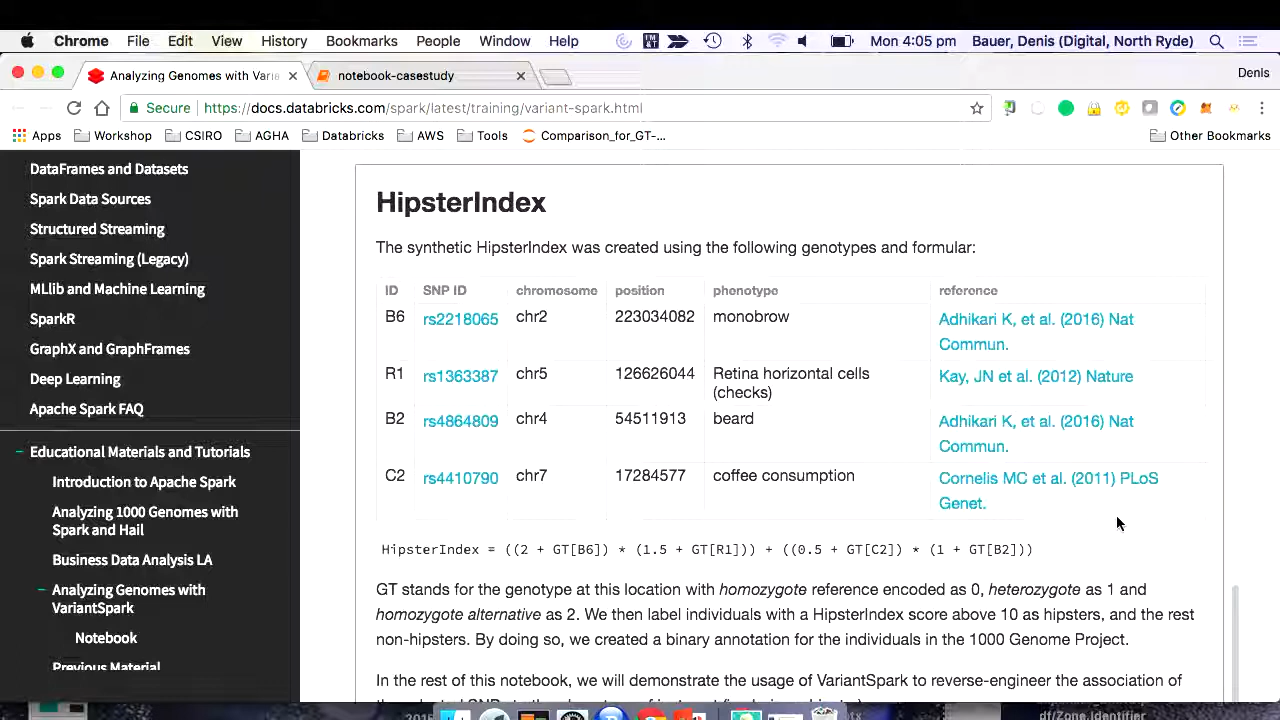 Chrome File Edit View History Bookmarks People Window Help Mon 4:05 pm Bauer, Denis (Digital, North Ryde)
Analyzing Genomes with Varia notebook-casestudy Denis
Secure https://docs.databricks.com/spark/latest/training/variant-spark.html
Apps Workshop CSIRO AGHA Databricks AWS Tools Comparison_for_GT-... Other Bookmarks
DataFrames and Datasets
Spark Data Sources
Structured Streaming
Spark Streaming (Legacy)
MLlib and Machine Learning
SparkR
GraphX and GraphFrames
Deep Learning
Apache Spark FAQ
Educational Materials and Tutorials
Introduction to Apache Spark
Analyzing 1000 Genomes with
Spark and Hail
Business Data Analysis LA
Analyzing Genomes with
VariantSpark
Notebook
Previous Material
HipsterIndex
The synthetic HipsterIndex was created using the following genotypes and formular:
ID SNP ID chromosome position phenotype reference
B6 rs2218065 chr2 223034082 monobrow Adhikari K, et al. (2016) Nat
Commun.
R1 rs1363387 chr5 126626044 Retina horizontal cells Kay, JN et al. (2012) Nature
(checks)
B2 rs4864809 chr4 54511913 beard Adhikari K, et al. (2016) Nat
Commun.
C2 rs4410790 chr7 17284577 coffee consumption Cornelis MC et al. (2011) PLoS
Genet.
HipsterIndex = ((2 + GT[B6]) * (1.5 + GT[R1])) + ((0.5 + GT[C2]) * (1 + GT[B2]))
GT stands for the genotype at this location with homozygote reference encoded as 0, heterozygote as 1 and
homozygote alternative as 2. We then label individuals with a HipsterIndex score above 10 as hipsters, and the rest
non-hipsters. By doing so, we created a binary annotation for the individuals in the 1000 Genome Project.
In the rest of this notebook, we will demonstrate the usage of VariantSpark to reverse-engineer the association of